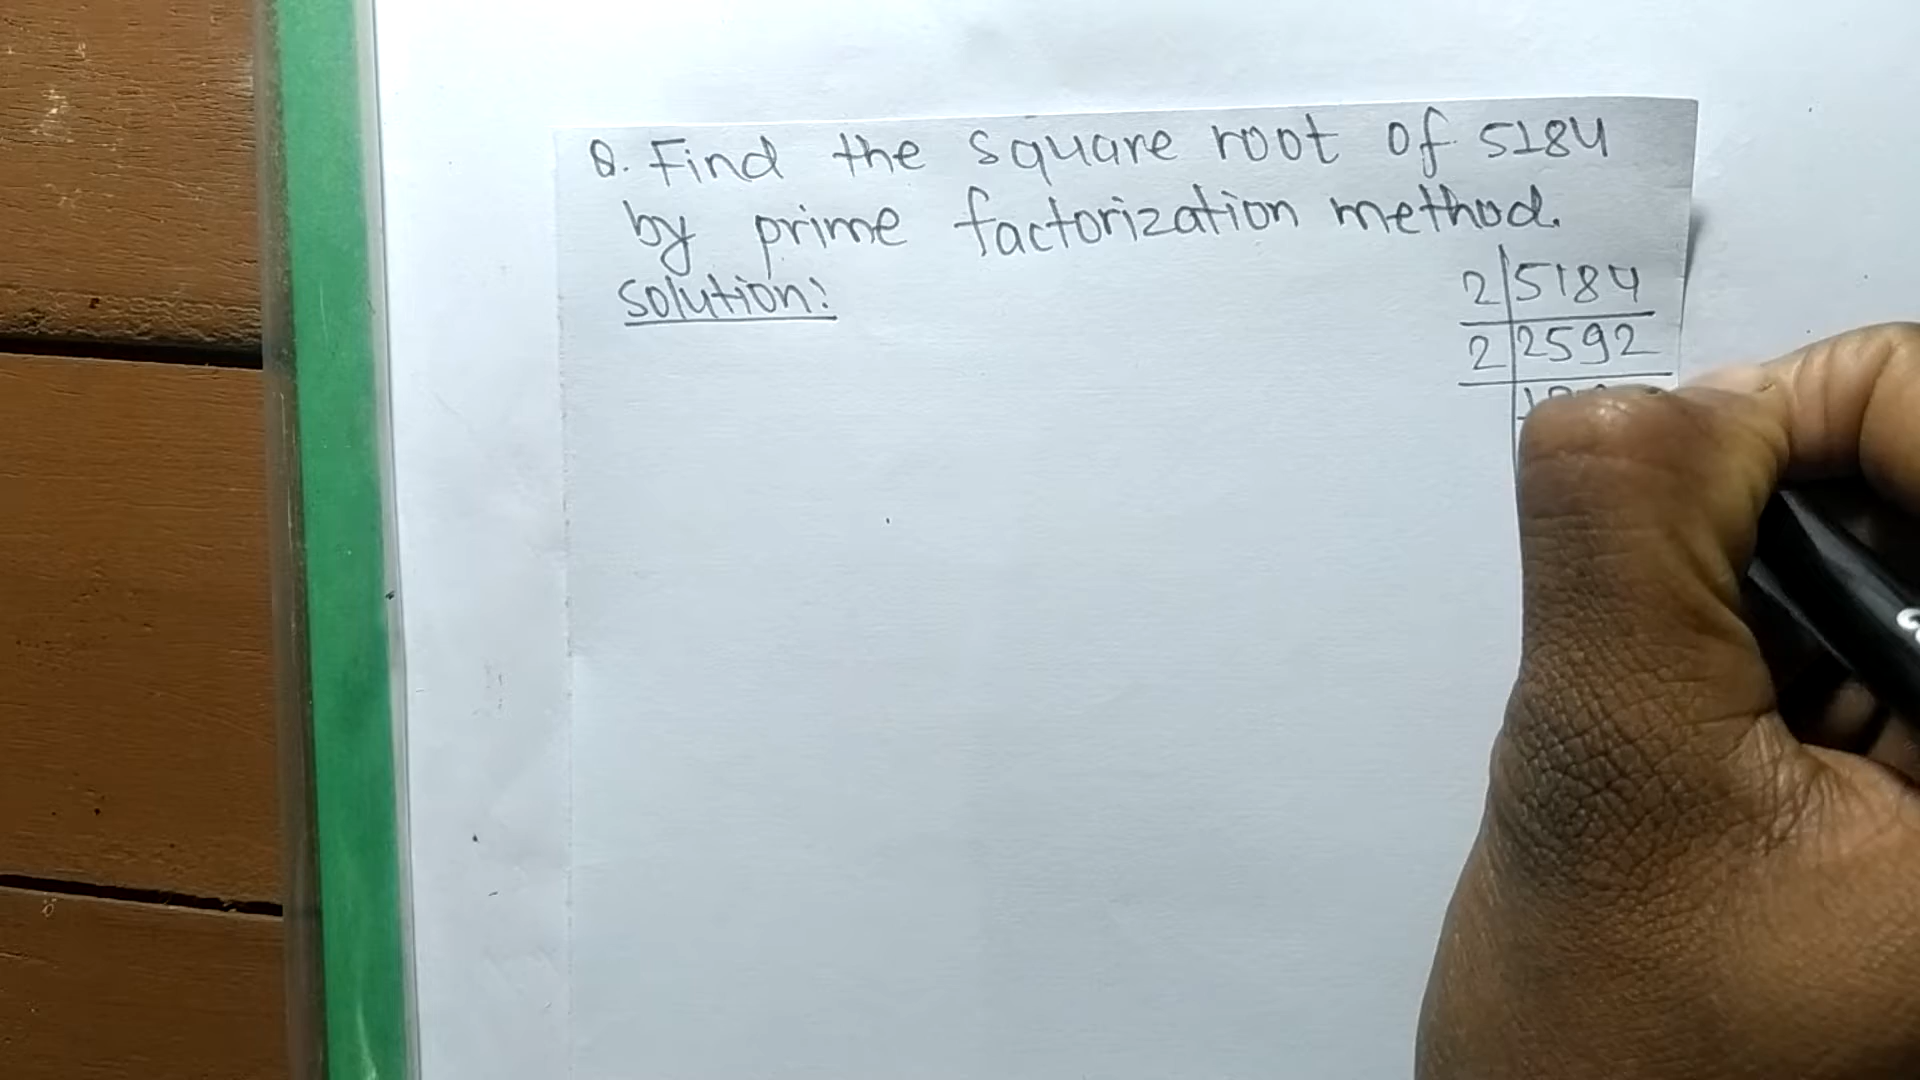 Q. Find the square root of 5184
by prime factorization method.
Solution:
2 5184
2 2592